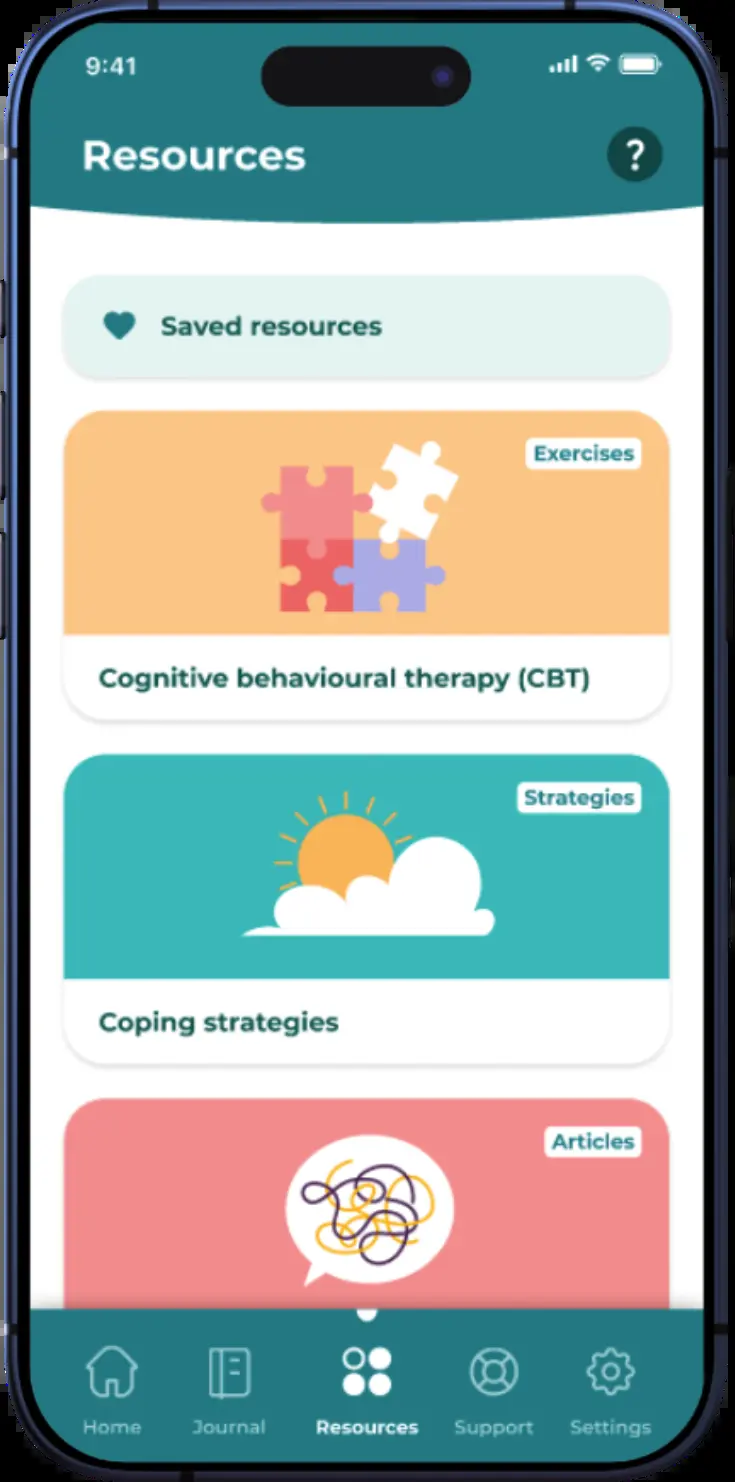 9:41
Resources
?
Saved resources
Exercises
Cognitive behavioural therapy (CBT)
Strategies
Coping strategies
Articles
Home
Journal
Resources
Support
Settings